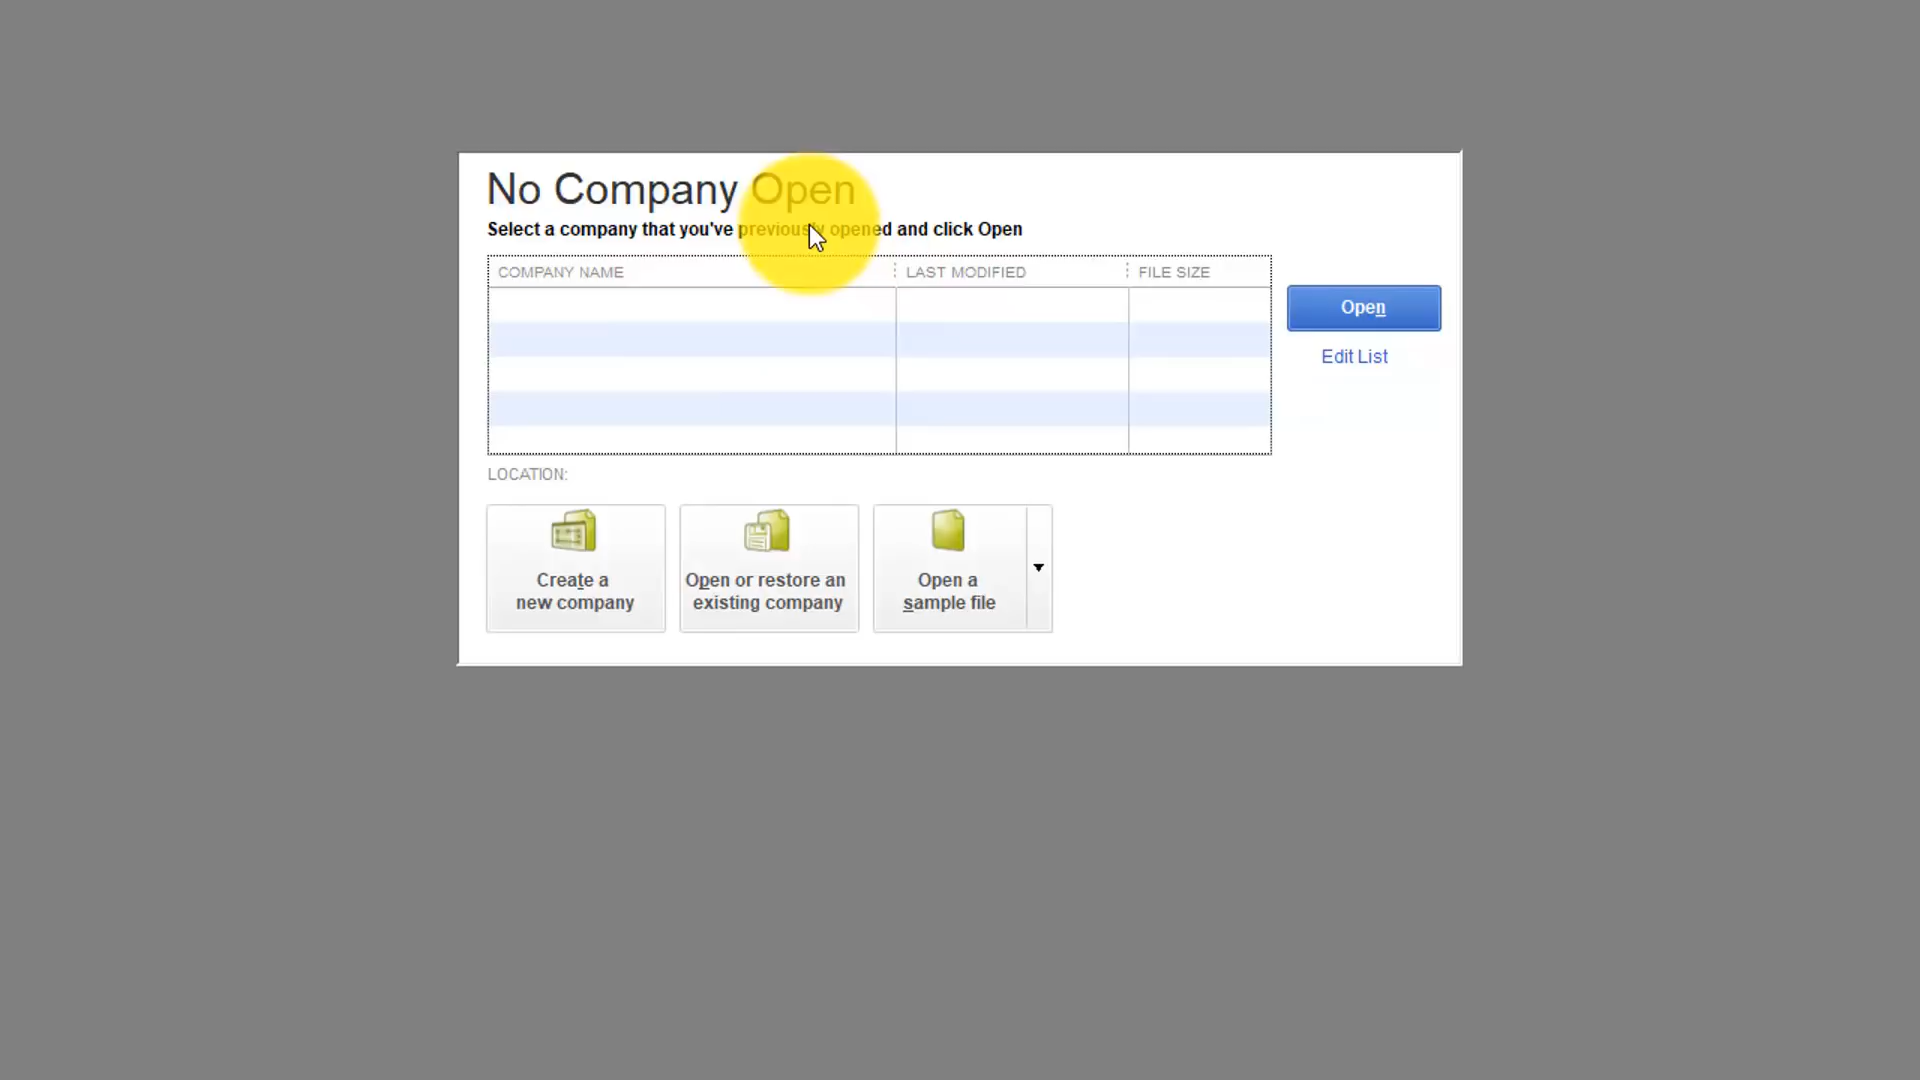 No Company Open
Select a company that you've previously opened and click Open
COMPANY NAME LAST MODIFIED FILE SIZE
Open
Edit List
LOCATION:
Create a
new company
Open or restore an
existing company
Open a
sample file